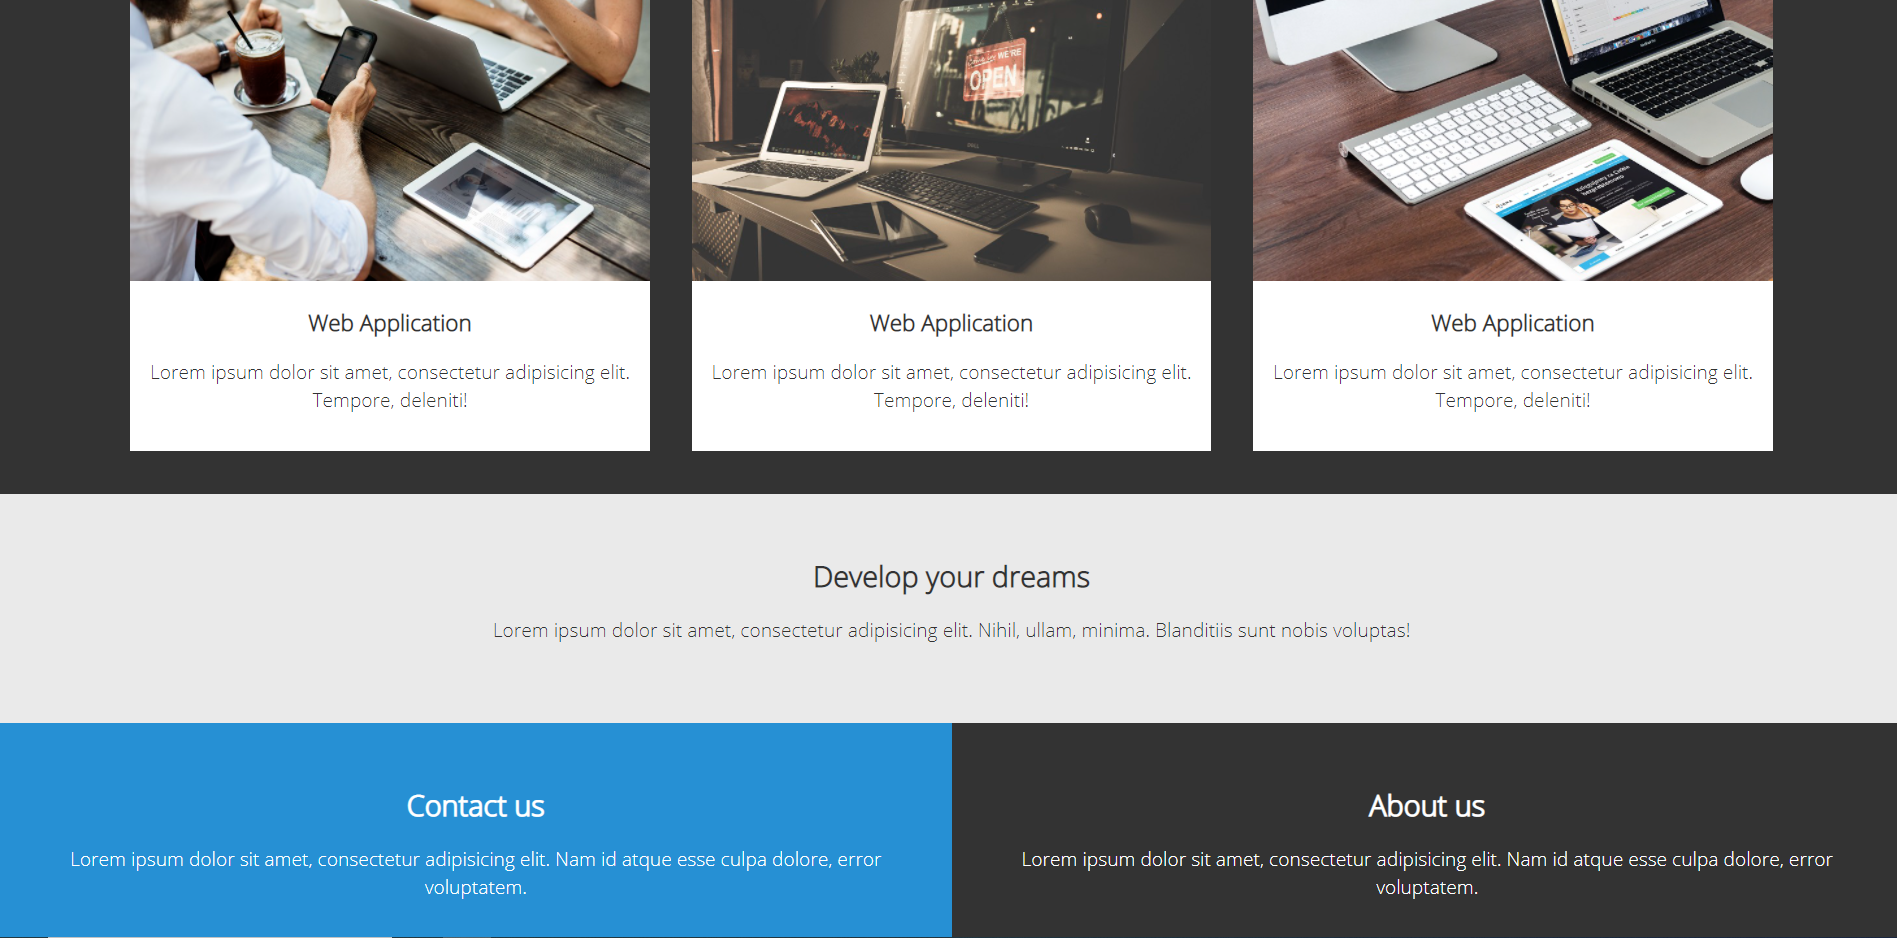 WE'RE
OPEN
DELL
Web Application
Lorem ipsum dolor sit amet, consectetur adipisicing elit.
Tempore, deleniti!
Web Application
Lorem ipsum dolor sit amet, consectetur adipisicing elit.
Tempore, deleniti!
Web Application
Lorem ipsum dolor sit amet, consectetur adipisicing elit.
Tempore, deleniti!
Develop your dreams
Lorem ipsum dolor sit amet, consectetur adipisicing elit. Nihil, ullam, minima. Blanditiis sunt nobis voluptas!
Contact us
Lorem ipsum dolor sit amet, consectetur adipisicing elit. Nam id atque esse culpa dolore, error
voluptatem.
About us
Lorem ipsum dolor sit amet, consectetur adipisicing elit. Nam id atque esse culpa dolore, error
voluptatem.